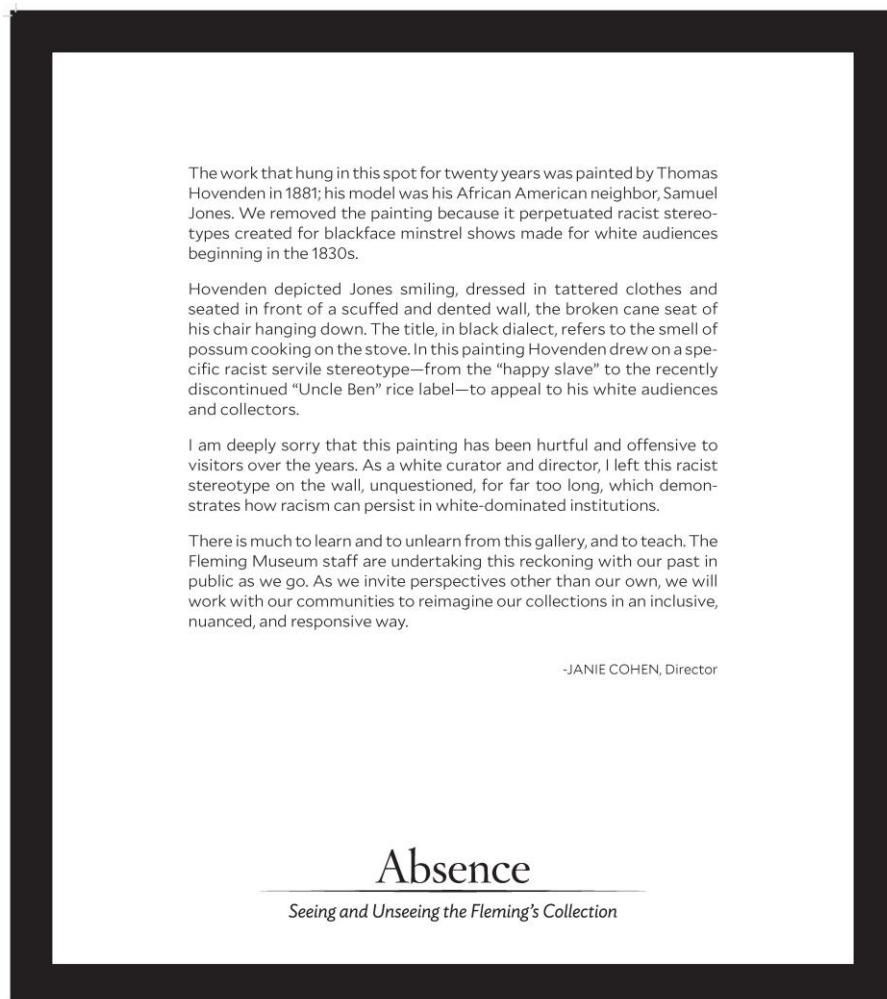 The work that hung in this spot for twenty years was painted by Thomas
Hovenden in 1881; his model was his African American neighbor, Samuel
Jones. We removed the painting because it perpetuated racist stereo-
types created for blackface minstrel shows made for white audiences
beginning in the 1830s.
Hovenden depicted Jones smiling, dressed in tattered clothes and
seated in front of a scuffed and dented wall, the broken cane seat of
his chair hanging down. The title, in black dialect, refers to the smell of
possum cooking on the stove. In this painting Hovenden drew on a spe-
cific racist servile stereotype—from the “happy slave” to the recently
discontinued “Uncle Ben” rice label—to appeal to his white audiences
and collectors.
I am deeply sorry that this painting has been hurtful and offensive to
visitors over the years. As a white curator and director, I left this racist
stereotype on the wall, unquestioned, for far too long, which demon-
strates how racism can persist in white-dominated institutions.
There is much to learn and to unlearn from this gallery, and to teach. The
Fleming Museum staff are undertaking this reckoning with our past in
public as we go. As we invite perspectives other than our own, we will
work with our communities to reimagine our collections in an inclusive,
nuanced, and responsive way.
-JANIE COHEN, Director
Absence
Seeing and Unseeing the Fleming’s Collection